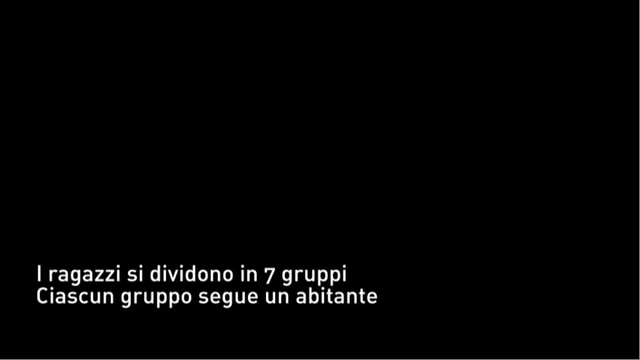 I ragazzi si dividono in 7 gruppi
Ciascun gruppo segue un abitante